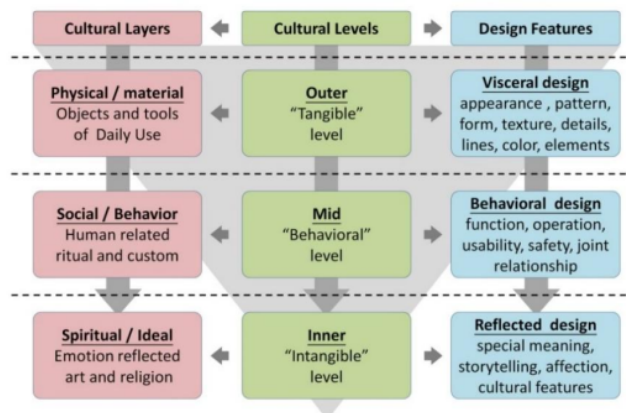 Cultural Layers
Cultural Levels
Design Features
Physical / material
Objects and tools
of Daily Use
Outer
“Tangible”
level
Visceral design
appearance , pattern,
form, texture, details,
lines, color, elements
Social / Behavior
Human related
ritual and custom
Mid
“Behavioral”
level
Behavioral design
function, operation,
usability, safety, joint
relationship
Spiritual / Ideal
Emotion reflected
art and religion
Inner
“Intangible”
level
Reflected design
special meaning,
storytelling, affection,
cultural features